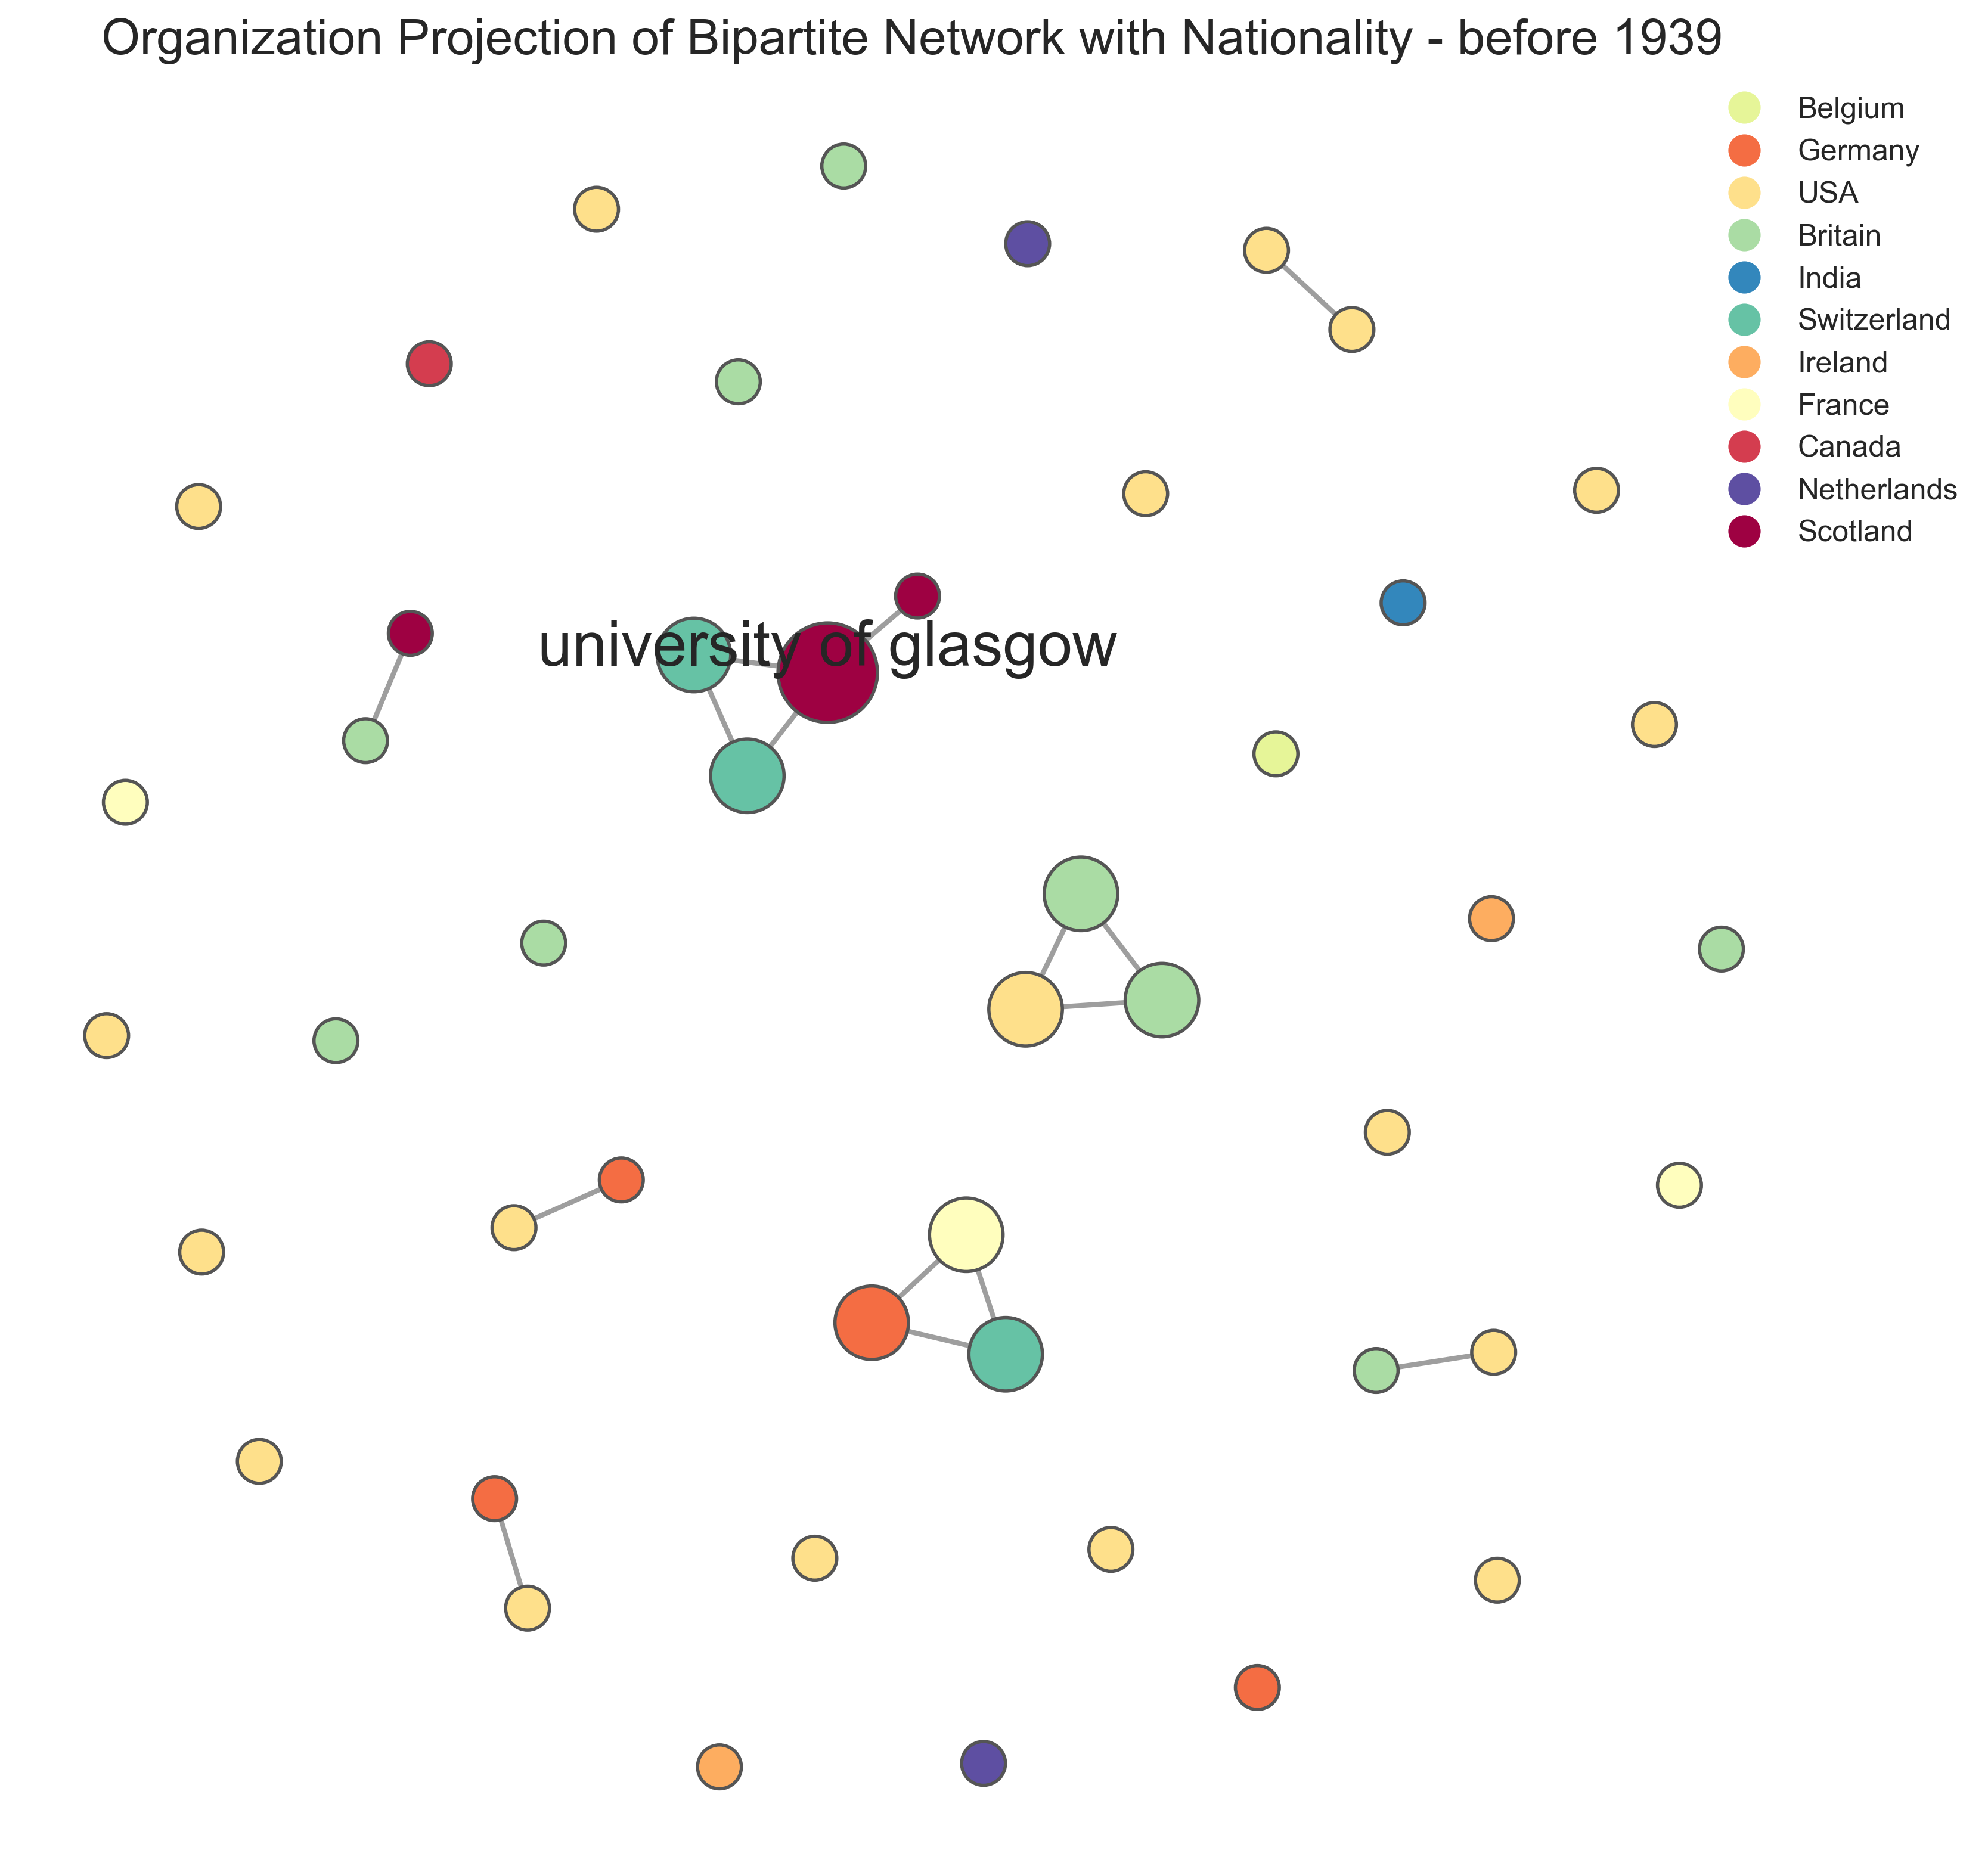 Organization Projection of Bipartite Network with Nationality - before 1939
Belgium
Germany
USA
Britain
India
Switzerland
Ireland
France
Canada
Netherlands
Scotland
university of glasgow